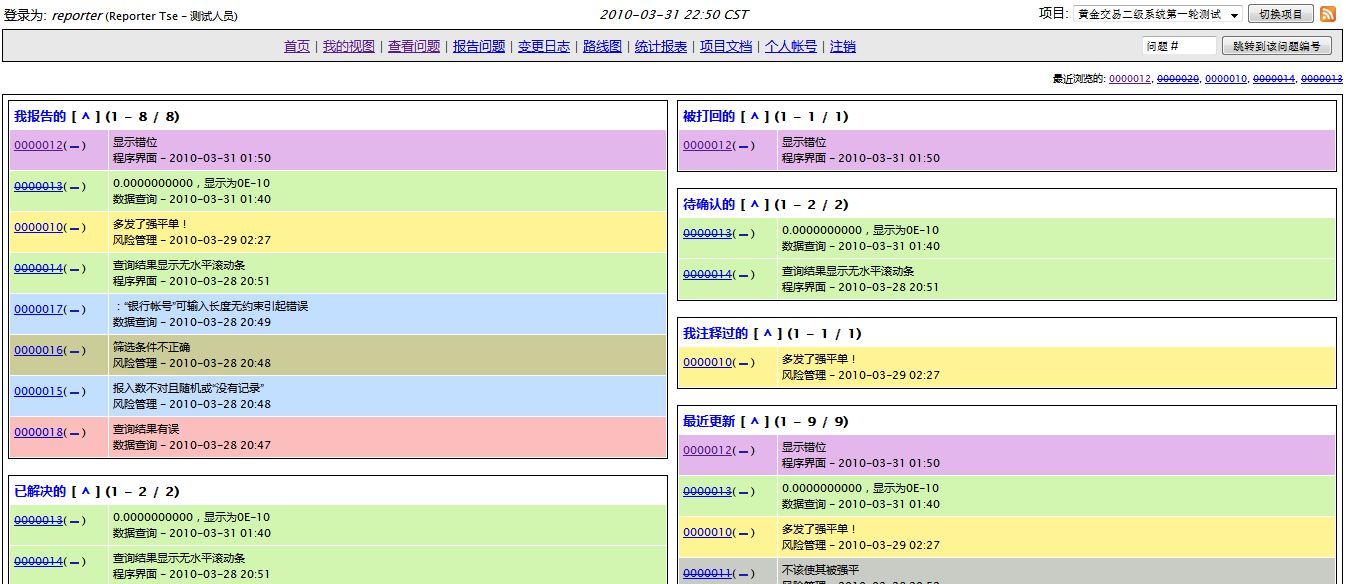 登录为: reporter (Reporter Tse - 测试人员)
2010-03-31 22:50 CST
项目: 黄金交易二级系统第一轮测试 切换项目
首页 | 我的视图 | 查看问题 | 报告问题 | 变更日志 | 路线图 | 统计报表 | 项目文档 | 个人帐号 | 注销
问题 # 跳转到该问题编号
最近浏览的: 0000012, 0000020, 0000010, 0000014, 0000013
我报告的 [ ^ ] (1 - 8 / 8)
0000012(－) 显示错位
程序界面 - 2010-03-31 01:50
0000013(－) 0.0000000000，显示为0E-10
数据查询 - 2010-03-31 01:40
0000010(－) 多发了强平单！
风险管理 - 2010-03-29 02:27
0000014(－) 查询结果显示无水平滚动条
程序界面 - 2010-03-28 20:51
0000017(－) ：“银行帐号”可输入长度无约束引起错误
数据查询 - 2010-03-28 20:49
0000016(－) 筛选条件不正确
风险管理 - 2010-03-28 20:48
0000015(－) 报入数不对且随机或“没有记录”
风险管理 - 2010-03-28 20:48
0000018(－) 查询结果有误
数据查询 - 2010-03-28 20:47
已解决的 [ ^ ] (1 - 2 / 2)
0000013(－) 0.0000000000，显示为0E-10
数据查询 - 2010-03-31 01:40
0000014(－) 查询结果显示无水平滚动条
程序界面 - 2010-03-28 20:51
被打回的 [ ^ ] (1 - 1 / 1)
0000012(－) 显示错位
程序界面 - 2010-03-31 01:50
待确认的 [ ^ ] (1 - 2 / 2)
0000013(－) 0.0000000000，显示为0E-10
数据查询 - 2010-03-31 01:40
0000014(－) 查询结果显示无水平滚动条
程序界面 - 2010-03-28 20:51
我注释过的 [ ^ ] (1 - 1 / 1)
0000010(－) 多发了强平单！
风险管理 - 2010-03-29 02:27
最近更新 [ ^ ] (1 - 9 / 9)
0000012(－) 显示错位
程序界面 - 2010-03-31 01:50
0000013(－) 0.0000000000，显示为0E-10
数据查询 - 2010-03-31 01:40
0000010(－) 多发了强平单！
风险管理 - 2010-03-29 02:27
0000011(－) 不该使其被强平